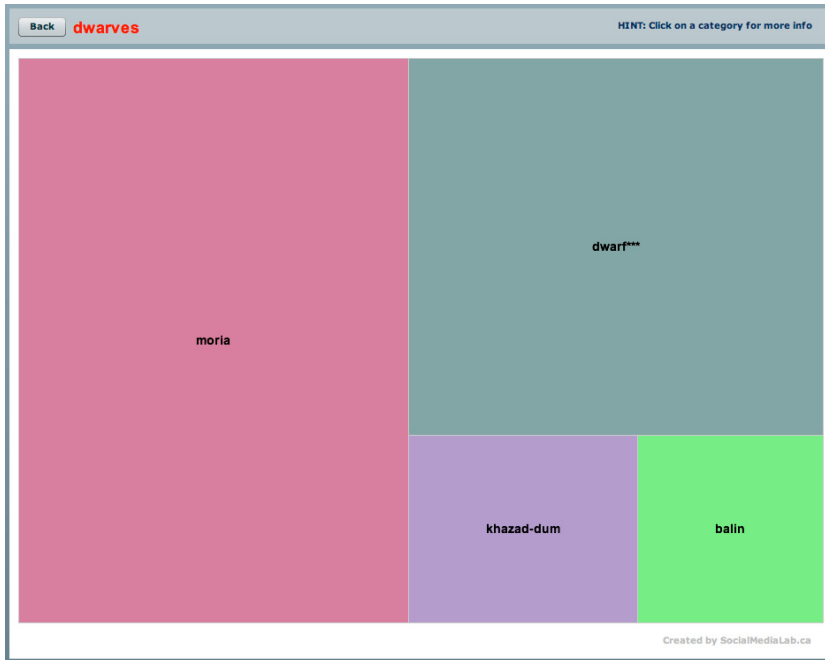 Back dwarves HINT: Click on a category for more info
dwarf***
moria
khazad-dum balin
Created by SocialMediaLab.ca